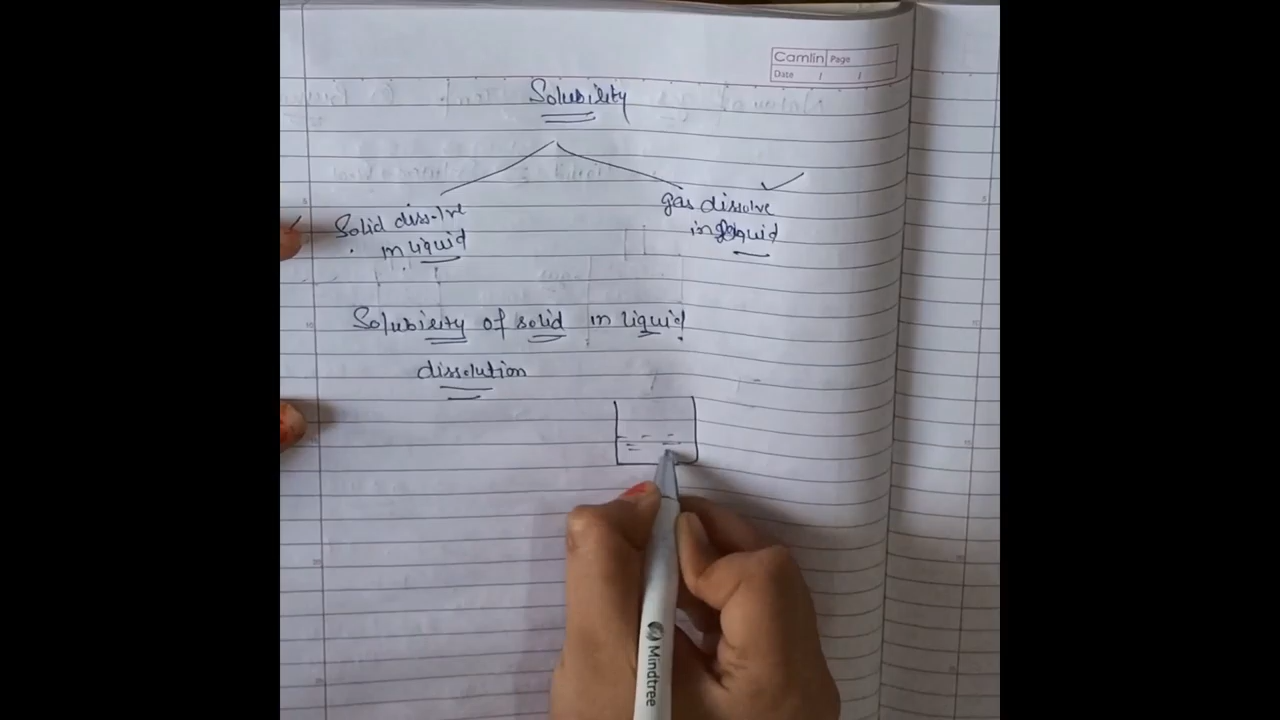 Camlin Page
Date / /
Solubility
Solid dissolve
in liquid
gas dissolve
in liquid
Solubility of solid in liquid
dissolution
Mindtree